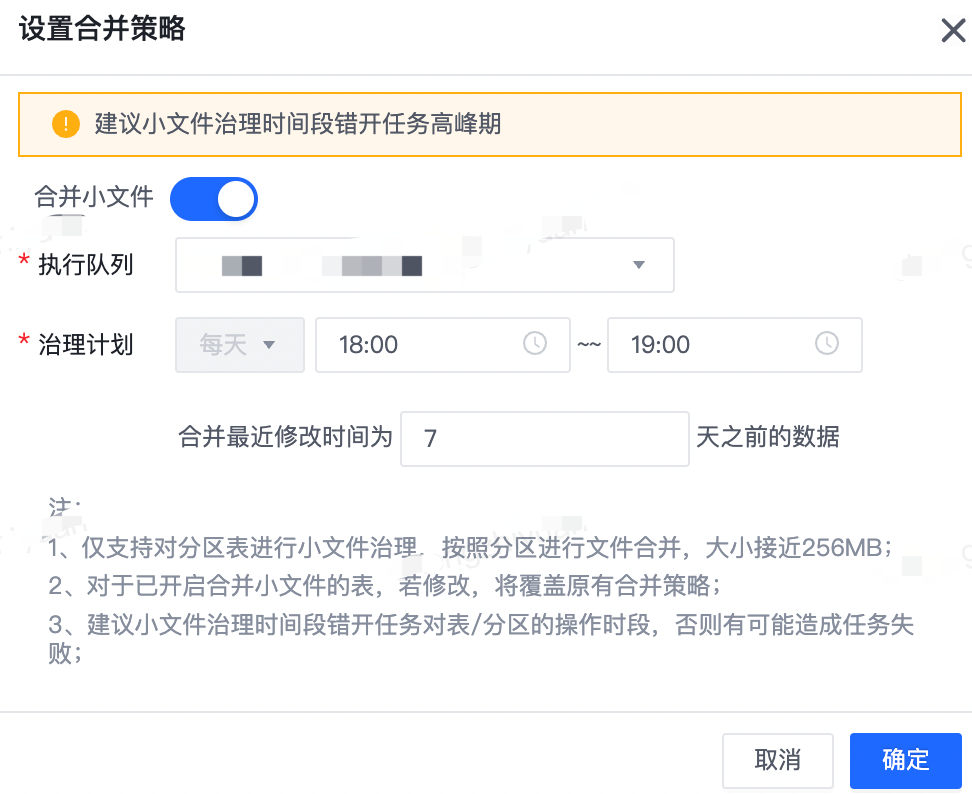 设置合并策略
建议小文件治理时间段错开任务高峰期
合并小文件
* 执行队列
* 治理计划 每天 18:00 ~~ 19:00
合并最近修改时间为 7 天之前的数据
注：
1、仅支持对分区表进行小文件治理．按照分区进行文件合并，大小接近256MB；
2、对于已开启合并小文件的表，若修改，将覆盖原有合并策略；
3、建议小文件治理时间段错开任务对表/分区的操作时段，否则有可能造成任务失
败；
取消 确定